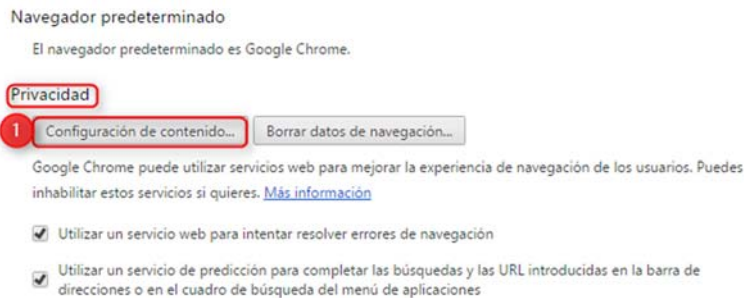 Navegador predeterminado
El navegador predeterminado es Google Chrome.
Privacidad
1 Configuración de contenido... Borrar datos de navegación...
Google Chrome puede utilizar servicios web para mejorar la experiencia de navegación de los usuarios. Puedes
inhabilitar estos servicios si quieres. Más información
Utilizar un servicio web para intentar resolver errores de navegación
Utilizar un servicio de predicción para completar las búsquedas y las URL introducidas en la barra de
direcciones o en el cuadro de búsqueda del menú de aplicaciones